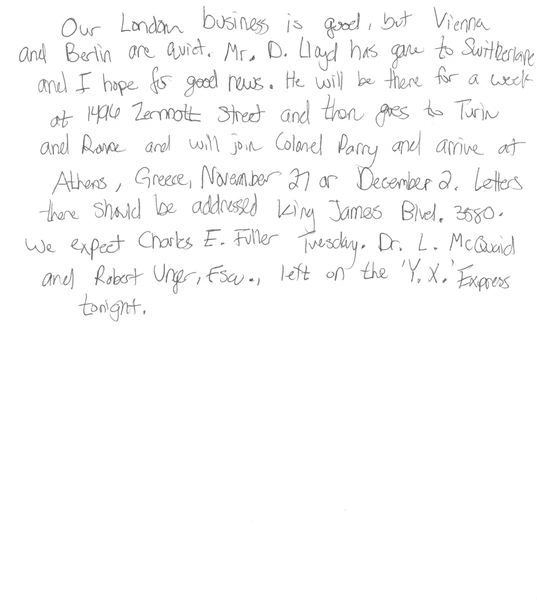 Our London business is good, but Vienna
and Berlin are quiet. Mr. D. Lloyd has gone to Switzerland
and I hope for good news. He will be there for a week
at 1496 Zermott Street and then goes to Turin
and Rome and will join Colonel Parry and arrive at
Athens, Greece, November 27 or December 2. Letters
there should be addressed King James Blvd. 3580.
We expect Charles E. Fuller Tuesday. Dr. L. McQuaid
and Robert Unger, Esq., left on the 'Y.X.' Express
tonight.